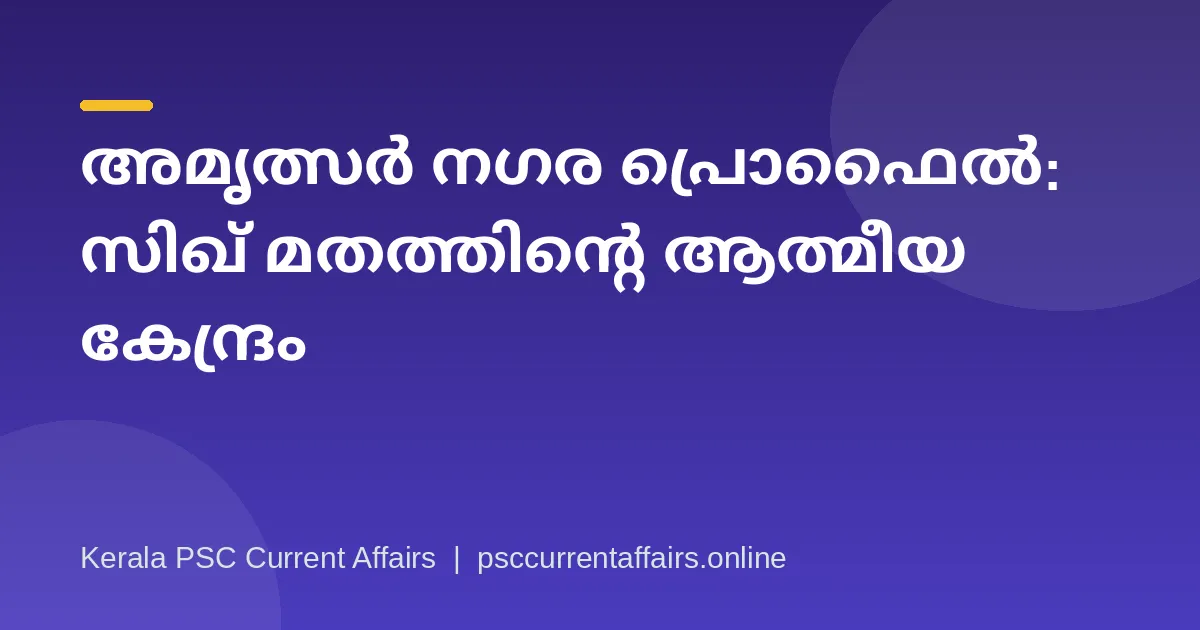 അമൃത്സർ നഗര പ്രൊഫൈൽ:
സിഖ് മതത്തിന്റെ ആത്മീയ
കേന്ദ്രം
Kerala PSC Current Affairs | psccurrentaffairs.online